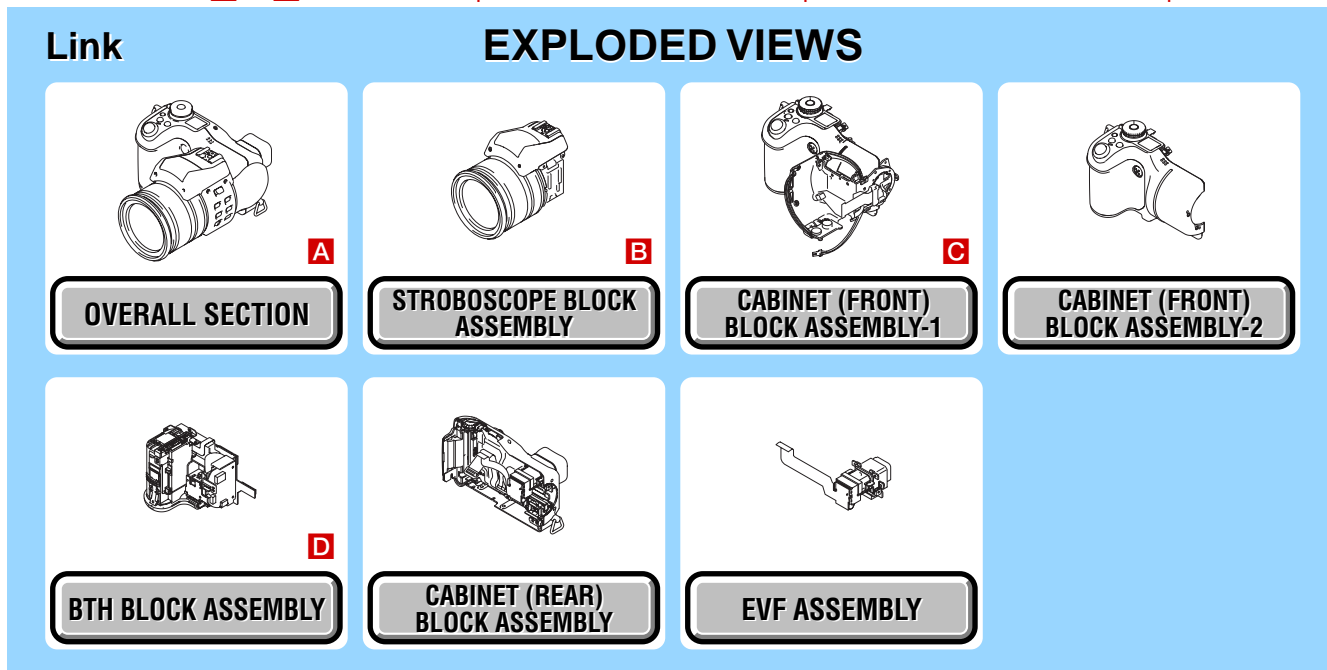 Link
EXPLODED VIEWS
A
B
C
OVERALL SECTION
STROBOSCOPE BLOCK
ASSEMBLY
CABINET (FRONT)
BLOCK ASSEMBLY-1
CABINET (FRONT)
BLOCK ASSEMBLY-2
D
BTH BLOCK ASSEMBLY
CABINET (REAR)
BLOCK ASSEMBLY
EVF ASSEMBLY